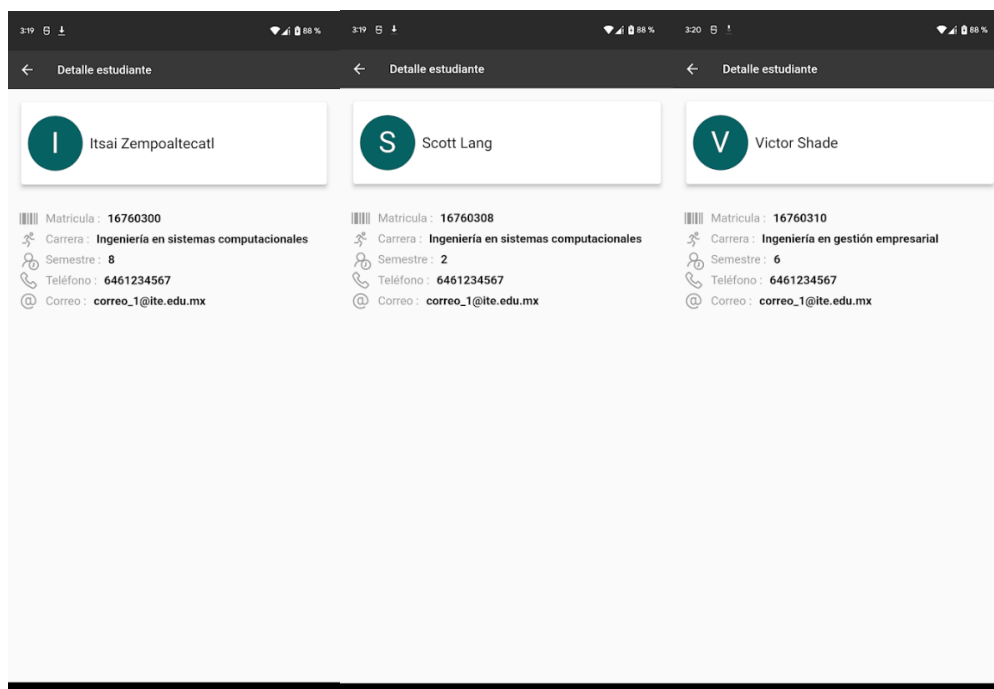 3:19
88 %
Detalle estudiante
I
Itsai Zempoaltecatl
Matricula : 16760300
Carrera : Ingeniería en sistemas computacionales
Semestre : 8
Teléfono : 6461234567
Correo : correo_1@ite.edu.mx
3:19
88 %
Detalle estudiante
S
Scott Lang
Matricula : 16760308
Carrera : Ingeniería en sistemas computacionales
Semestre : 2
Teléfono : 6461234567
Correo : correo_1@ite.edu.mx
3:20
88 %
Detalle estudiante
V
Victor Shade
Matricula : 16760310
Carrera : Ingeniería en gestión empresarial
Semestre : 6
Teléfono : 6461234567
Correo : correo_1@ite.edu.mx